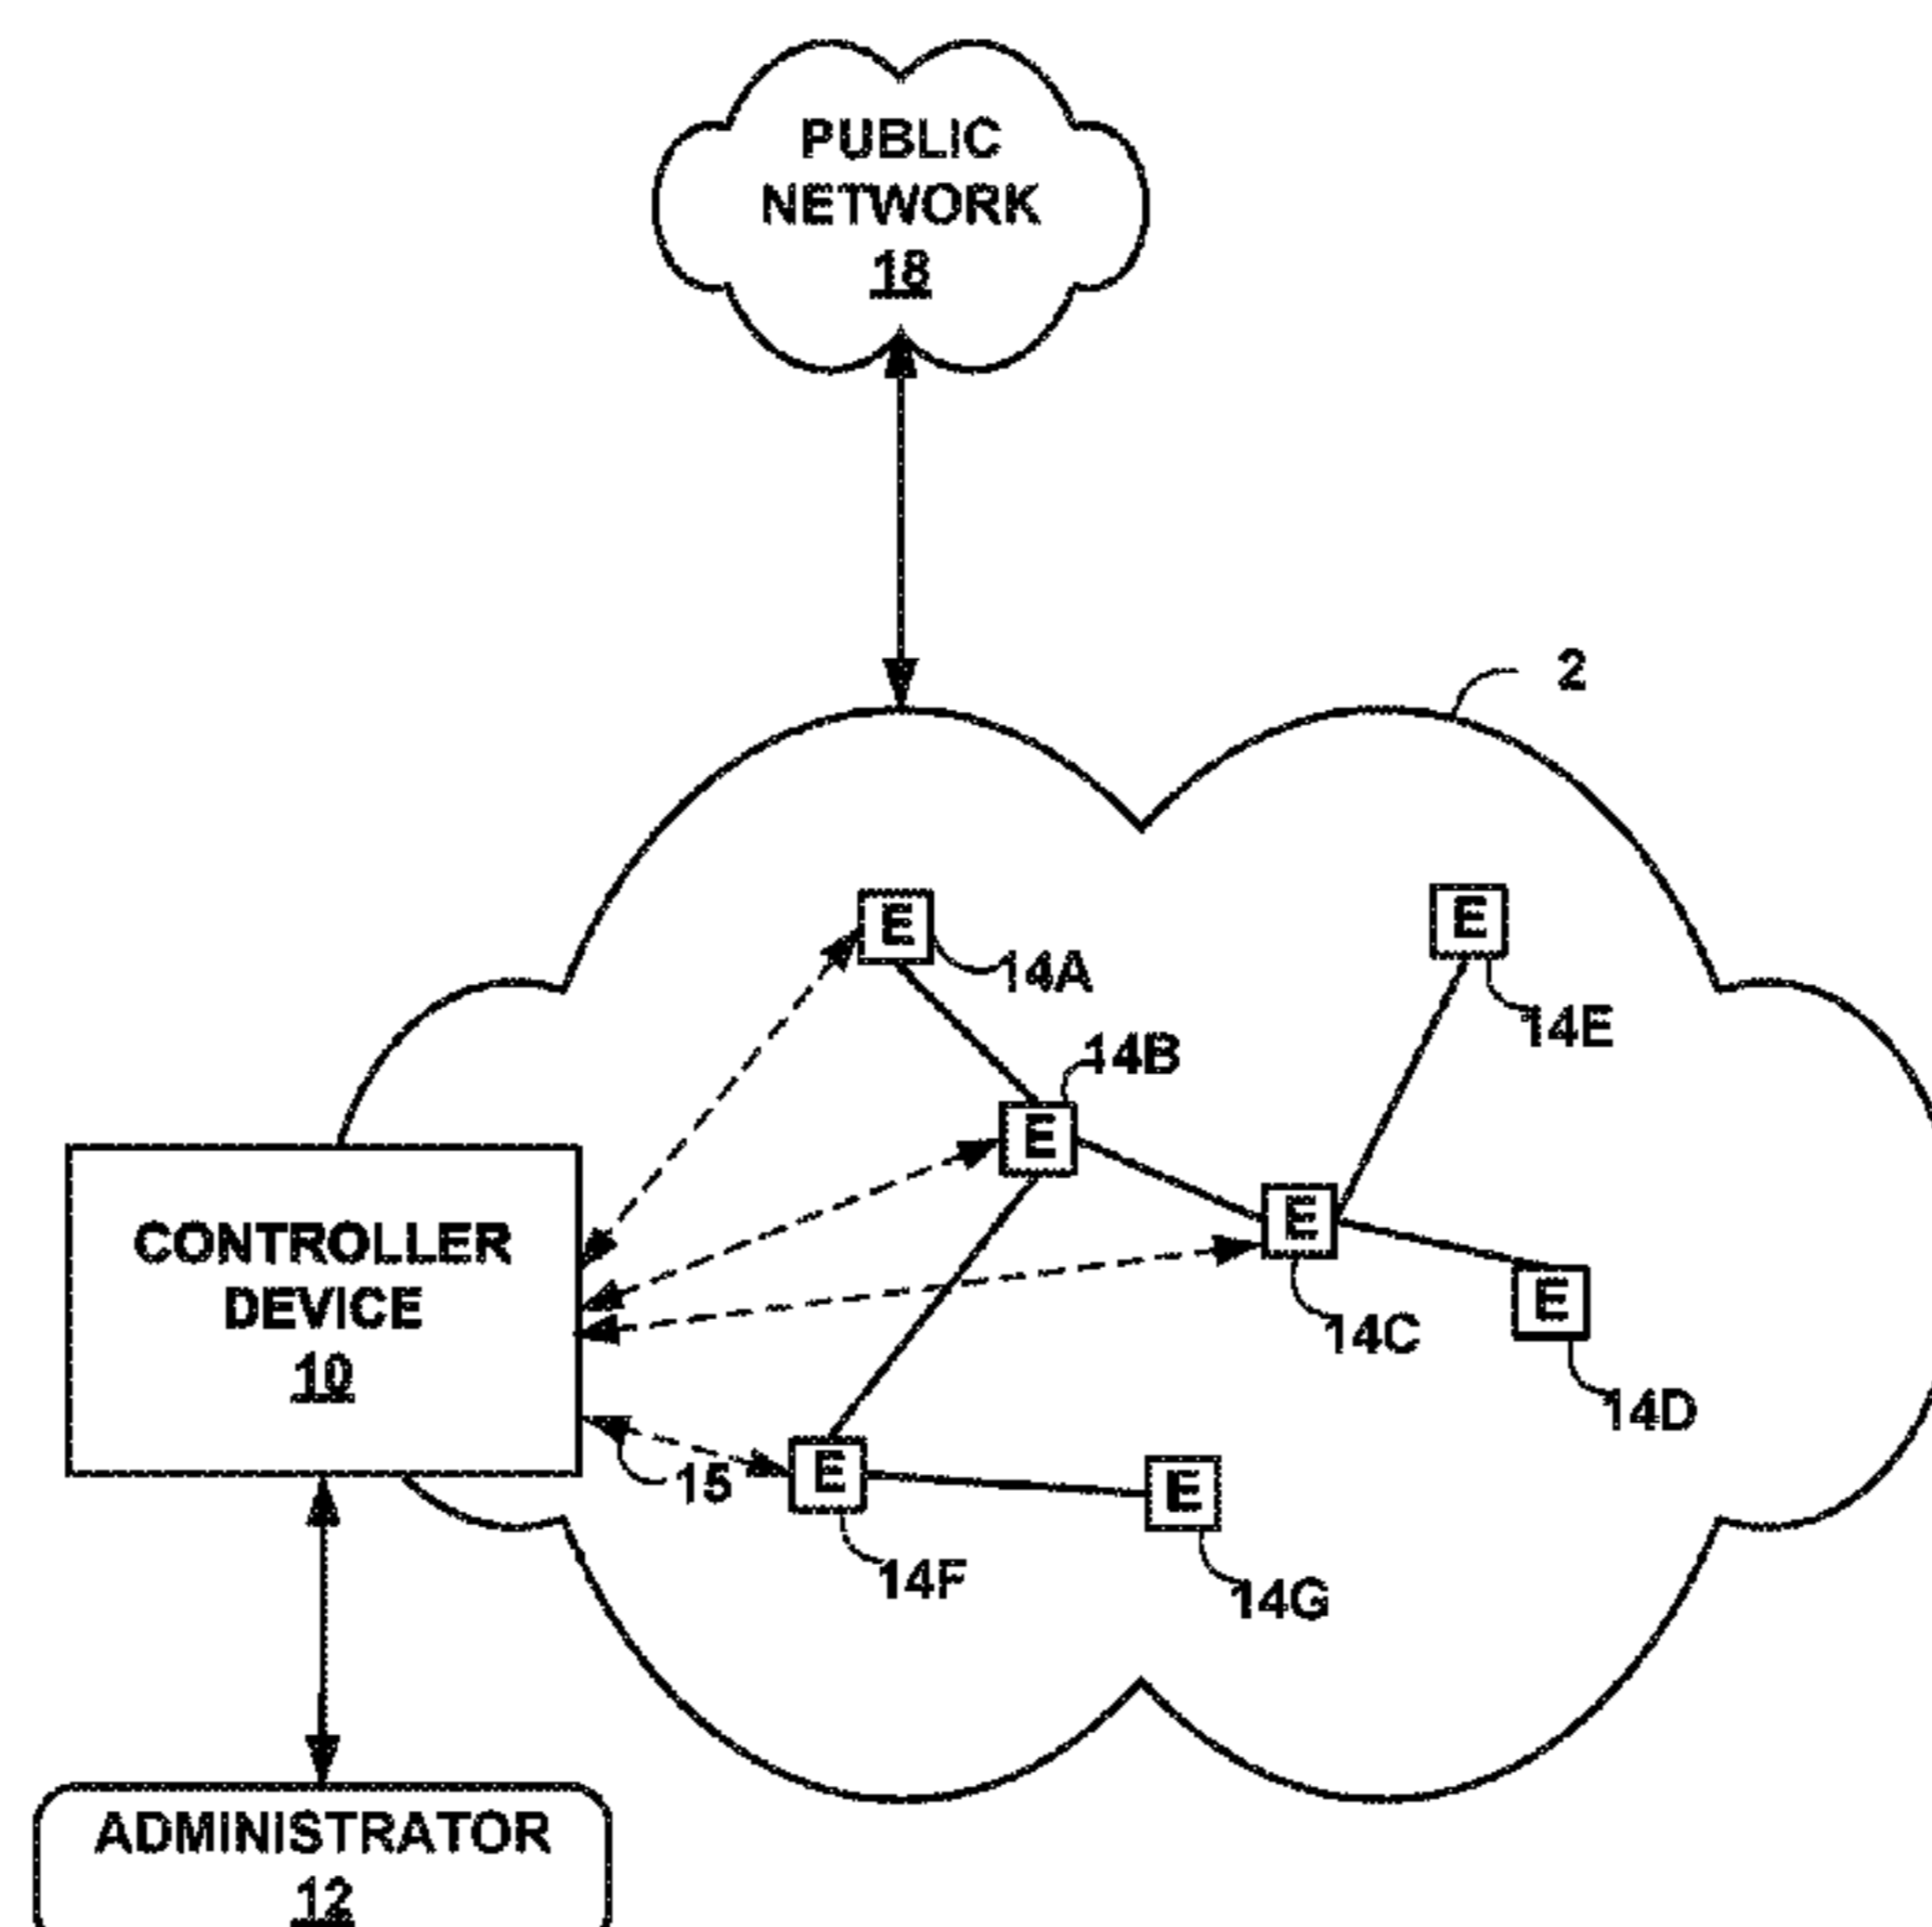 PUBLIC
NETWORK
18
2
E
14A
E
14E
14B
E
E
14C
E
14D
CONTROLLER
DEVICE
10
15
E
14F
E
14G
ADMINISTRATOR
12